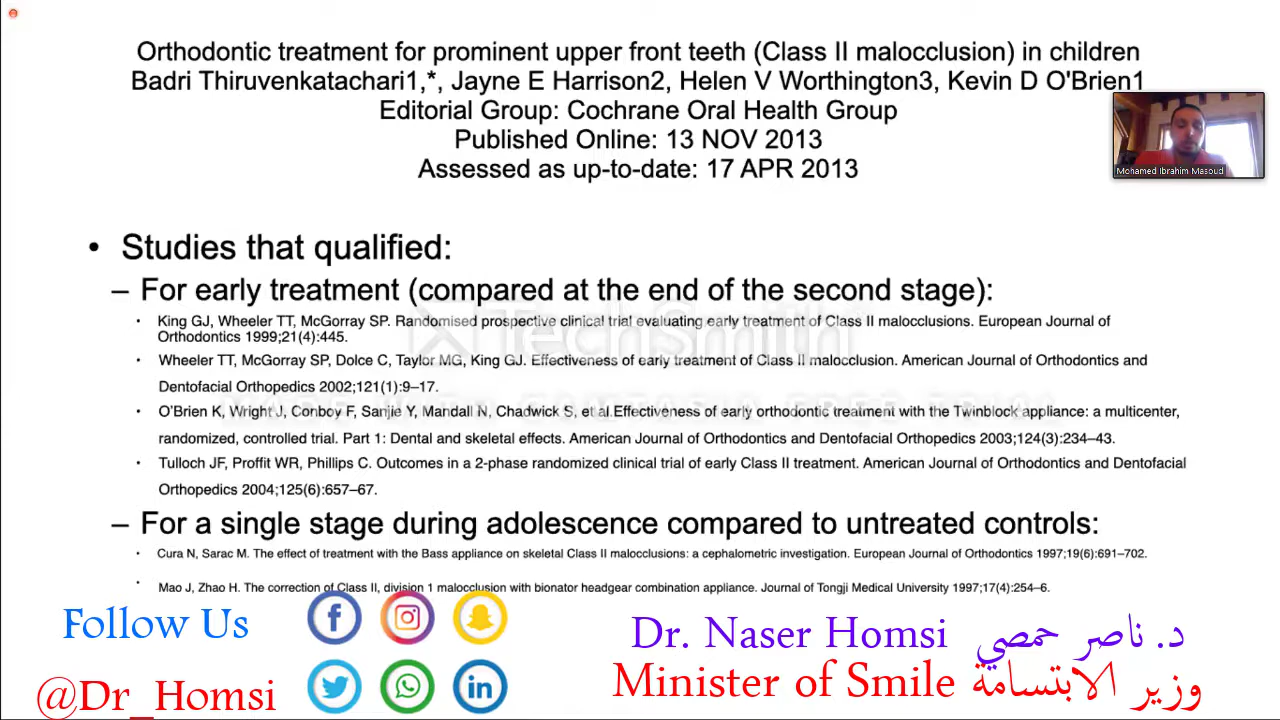 Orthodontic treatment for prominent upper front teeth (Class II malocclusion) in children
Badri Thiruvenkatachari1,*, Jayne E Harrison2, Helen V Worthington3, Kevin D O'Brien1
Editorial Group: Cochrane Oral Health Group
Published Online: 13 NOV 2013
Assessed as up-to-date: 17 APR 2013
Mohamed Ibrahim Masoud
• Studies that qualified:
– For early treatment (compared at the end of the second stage):
• King GJ, Wheeler TT, McGorray SP. Randomised prospective clinical trial evaluating early treatment of Class II malocclusions. European Journal of
Orthodontics 1999;21(4):445.
• Wheeler TT, McGorray SP, Dolce C, Taylor MG, King GJ. Effectiveness of early treatment of Class II malocclusion. American Journal of Orthodontics and
Dentofacial Orthopedics 2002;121(1):9–17.
• O'Brien K, Wright J, Conboy F, Sanjie Y, Mandall N, Chadwick S, et al.Effectiveness of early orthodontic treatment with the Twinblock appliance: a multicenter,
randomized, controlled trial. Part 1: Dental and skeletal effects. American Journal of Orthodontics and Dentofacial Orthopedics 2003;124(3):234–43.
• Tulloch JF, Proffit WR, Phillips C. Outcomes in a 2-phase randomized clinical trial of early Class II treatment. American Journal of Orthodontics and Dentofacial
Orthopedics 2004;125(6):657–67.
– For a single stage during adolescence compared to untreated controls:
• Cura N, Sarac M. The effect of treatment with the Bass appliance on skeletal Class II malocclusions: a cephalometric investigation. European Journal of Orthodontics 1997;19(6):691–702.
• Mao J, Zhao H. The correction of Class II, division 1 malocclusion with bionator headgear combination appliance. Journal of Tongji Medical University 1997;17(4):254–6.
TechSmith
MADE WITH CAMTASIA FREE TRIAL
Follow Us
@Dr_Homsi
Dr. Naser Homsi د. ناصر حمصي
Minister of Smile وزير الابتسامة